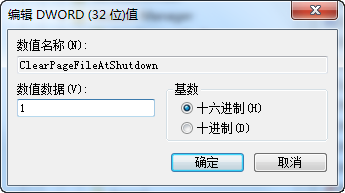 编辑 DWORD (32 位)值
数值名称(N):
ClearPageFileAtShutdown
数值数据(V):
1
基数
十六进制(H)
十进制(D)
确定
取消